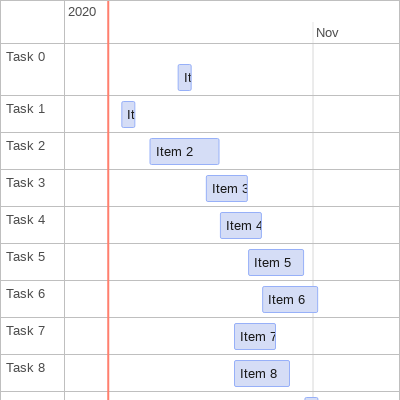 2020
Nov
Task 0
It
Task 1
It
Task 2
Item 2
Task 3
Item 3
Task 4
Item 4
Task 5
Item 5
Task 6
Item 6
Task 7
Item 7
Task 8
Item 8